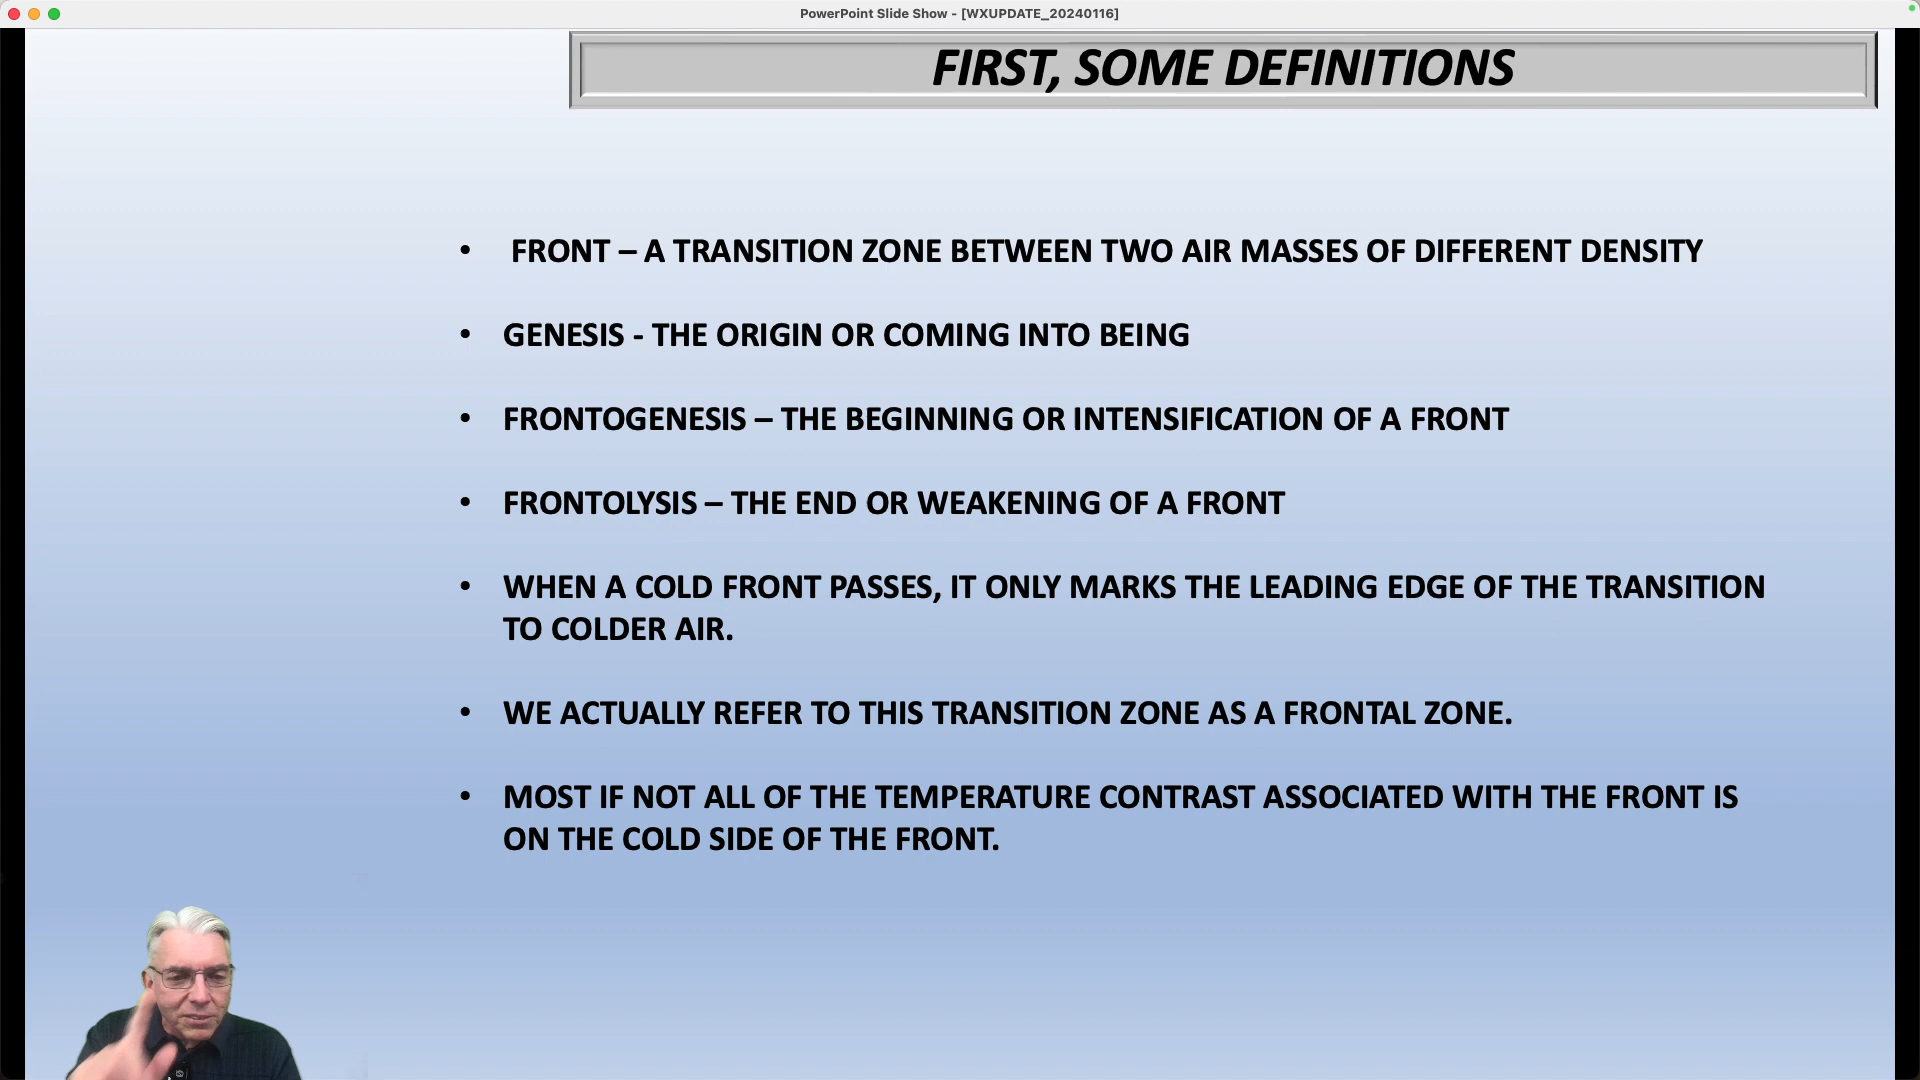 PowerPoint Slide Show - [WXUPDATE_20240116]
FIRST, SOME DEFINITIONS
• FRONT – A TRANSITION ZONE BETWEEN TWO AIR MASSES OF DIFFERENT DENSITY
• GENESIS - THE ORIGIN OR COMING INTO BEING
• FRONTOGENESIS – THE BEGINNING OR INTENSIFICATION OF A FRONT
• FRONTOLYSIS – THE END OR WEAKENING OF A FRONT
• WHEN A COLD FRONT PASSES, IT ONLY MARKS THE LEADING EDGE OF THE TRANSITION
TO COLDER AIR.
• WE ACTUALLY REFER TO THIS TRANSITION ZONE AS A FRONTAL ZONE.
• MOST IF NOT ALL OF THE TEMPERATURE CONTRAST ASSOCIATED WITH THE FRONT IS
ON THE COLD SIDE OF THE FRONT.